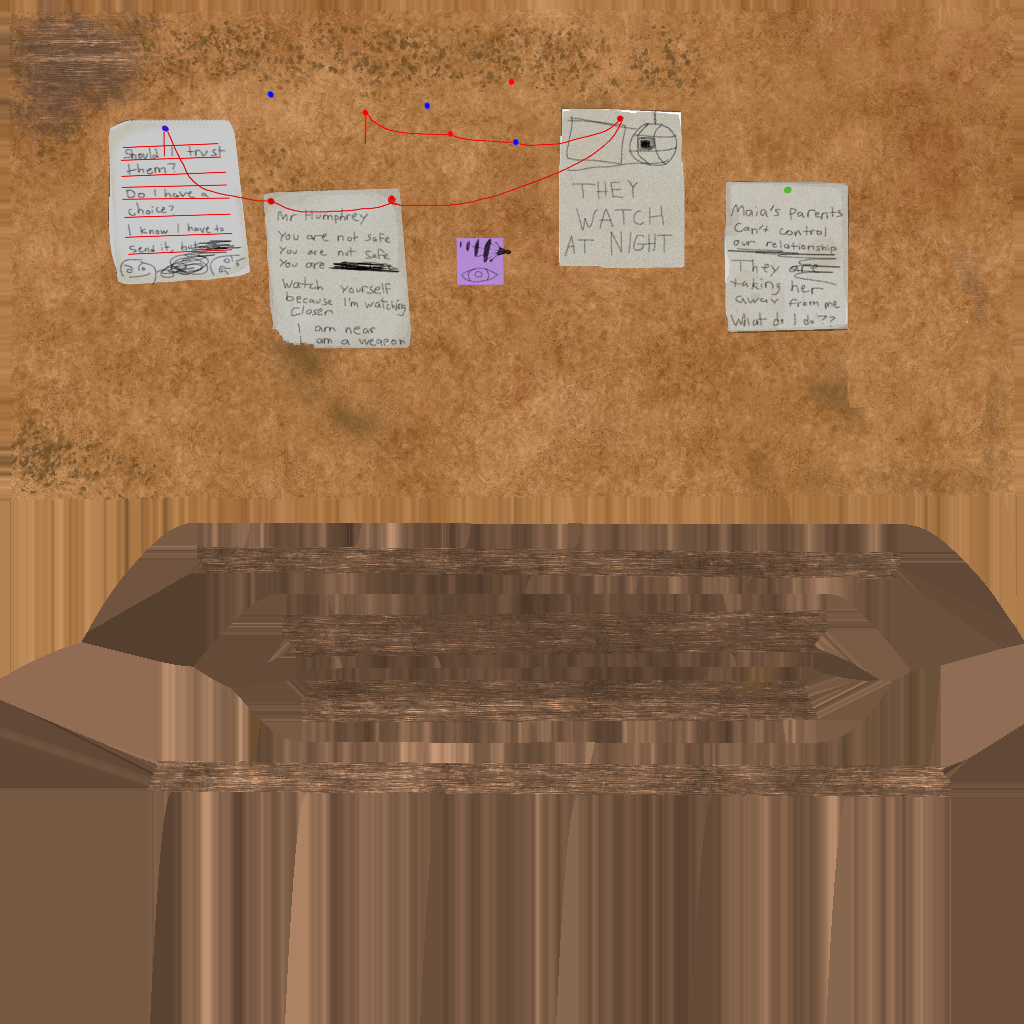 Should I trust
them?
Do I have a
choice?
I know I have to
send it, but
Mr Humphrey
You are not safe
You are not safe
You are
Watch yourself
because I'm watching
Closer
I am near
I am a weapon
THEY
WATCH
AT NIGHT
Maia's Parents
Can't control
our relationship
They are
taking her
away from me
What do I do??